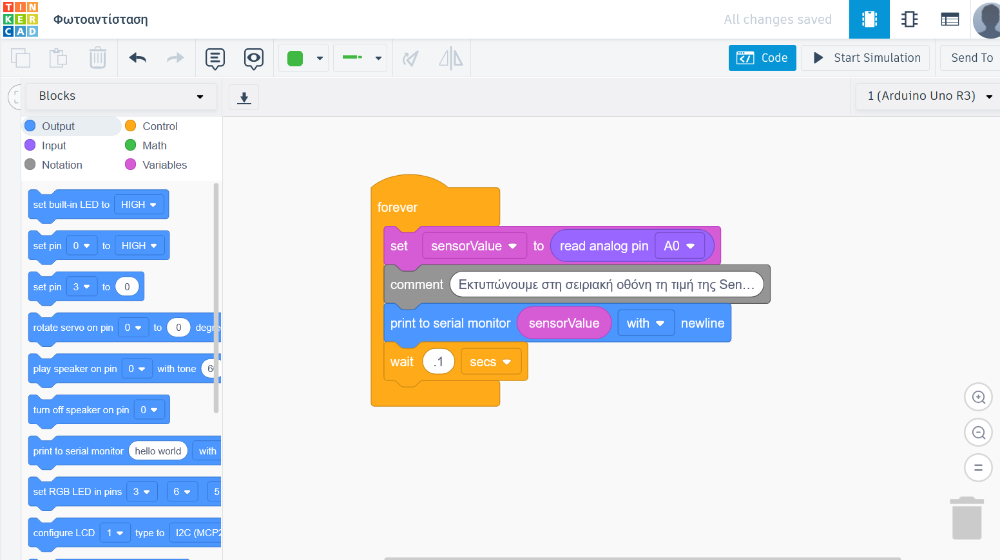 TIN
KER
CAD
Φωτοαντίσταση
All changes saved
Code
Start Simulation
Send To
Blocks
1 (Arduino Uno R3)
Output
Control
Input
Math
Notation
Variables
set built-in LED to HIGH
set pin 0 to HIGH
set pin 3 to 0
rotate servo on pin 0 to 0 degre
play speaker on pin 0 with tone 6
turn off speaker on pin 0
print to serial monitor hello world with
set RGB LED in pins 3 6 5
configure LCD 1 type to I2C (MCP2
forever
set sensorValue to read analog pin A0
comment Εκτυπώνουμε στη σειριακή οθόνη τη τιμή της Sen...
print to serial monitor sensorValue with newline
wait .1 secs